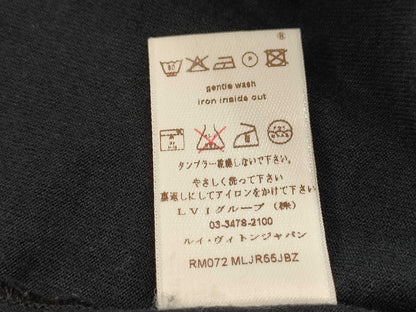 ®
gentle wash
iron inside out
タンブラー乾燥しないで下さい。
やさしく洗って下さい
裏返しにしてアイロンをかけて下さい
ＬＶＪグループ（株）
03-3478-2100
ルイ・ヴィトンジャパン
RM072 MLJR55JBZ